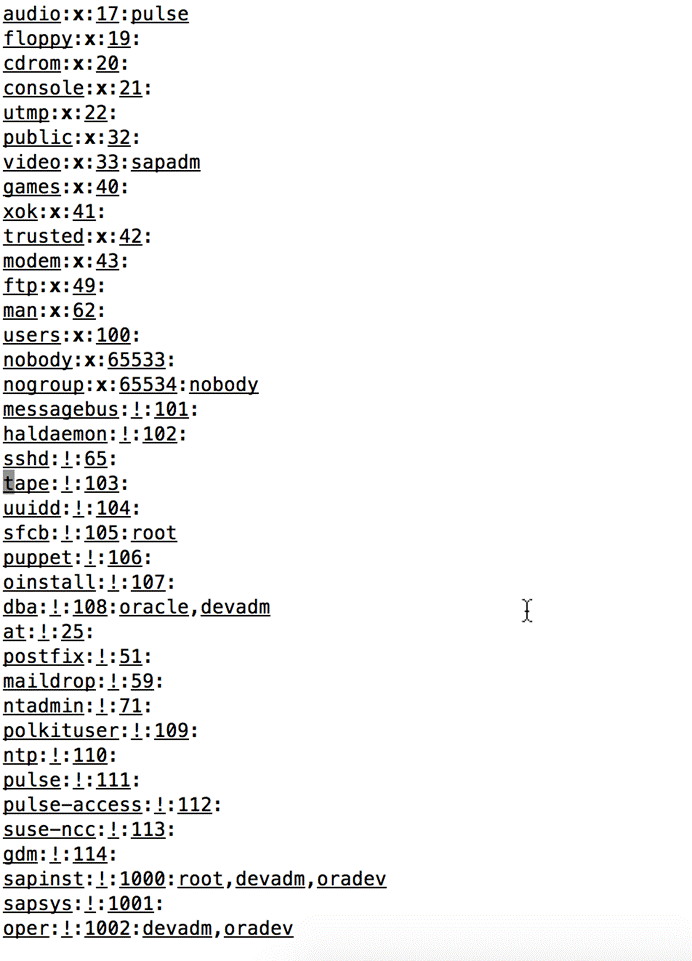 audio:x:17:pulse
floppy:x:19:
cdrom:x:20:
console:x:21:
utmp:x:22:
public:x:32:
video:x:33:sapadm
games:x:40:
xok:x:41:
trusted:x:42:
modem:x:43:
ftp:x:49:
man:x:62:
users:x:100:
nobody:x:65533:
nogroup:x:65534:nobody
messagebus:!:101:
haldaemon:!:102:
sshd:!:65:
tape:!:103:
uuidd:!:104:
sfcb:!:105:root
puppet:!:106:
oinstall:!:107:
dba:!:108:oracle,devadm
at:!:25:
postfix:!:51:
maildrop:!:59:
ntadmin:!:71:
polkituser:!:109:
ntp:!:110:
pulse:!:111:
pulse-access:!:112:
suse-ncc:!:113:
gdm:!:114:
sapinst:!:1000:root,devadm,oradev
sapsys:!:1001:
oper:!:1002:devadm,oradev